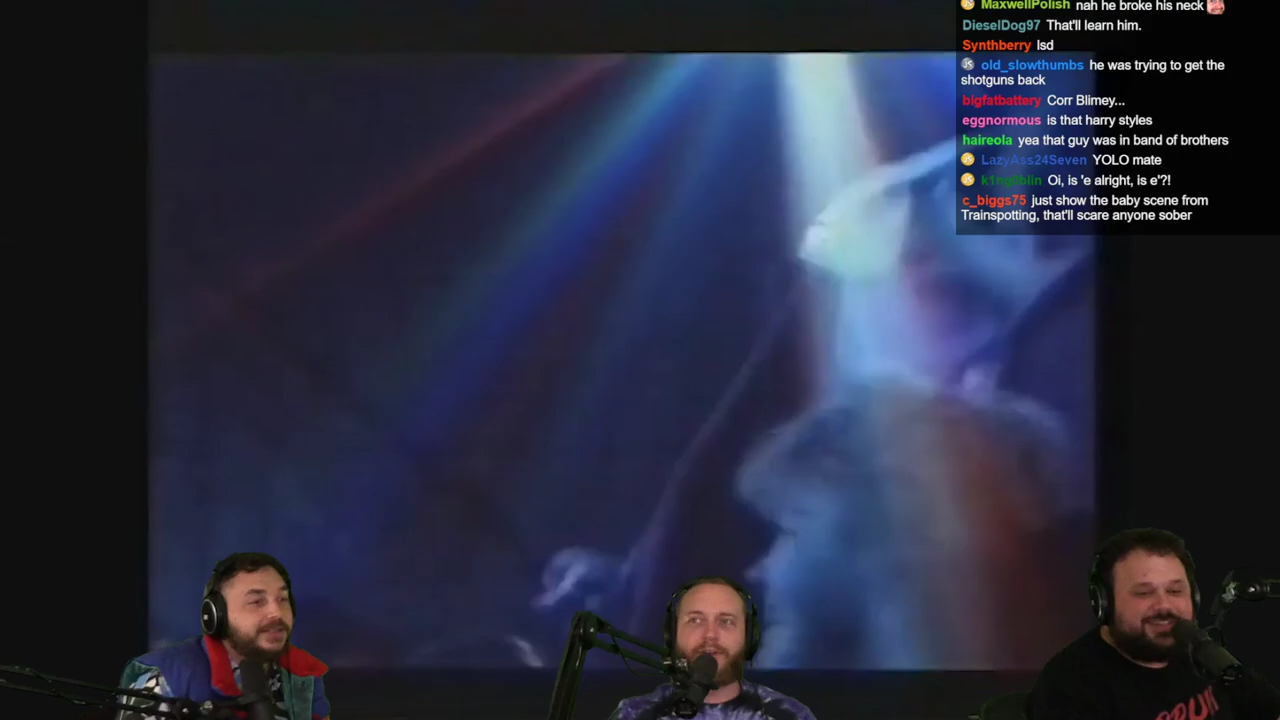 MaxwellPolish nah he broke his neck
DieselDog97 That'll learn him.
Synthberry lsd
old_slowthumbs he was trying to get the
shotguns back
bigfatbattery Corr Blimey...
eggnormous is that harry styles
haireola yea that guy was in band of brothers
LazyAss24Seven YOLO mate
Oi, is 'e alright, is e'?!
c_biggs75 just show the baby scene from
Trainspotting, that'll scare anyone sober